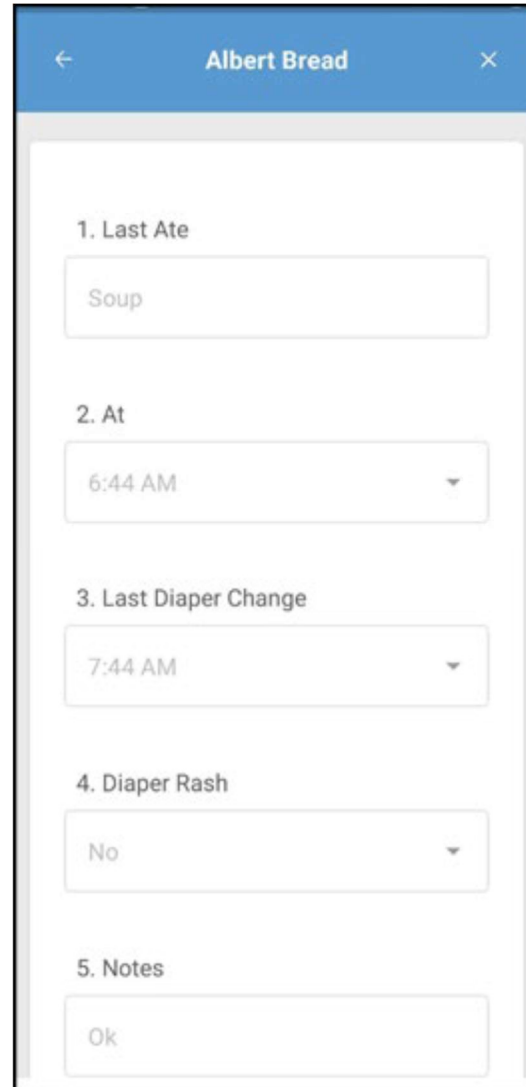 Albert Bread
1. Last Ate
Soup
2. At
6:44 AM
3. Last Diaper Change
7:44 AM
4. Diaper Rash
No
5. Notes
Ok